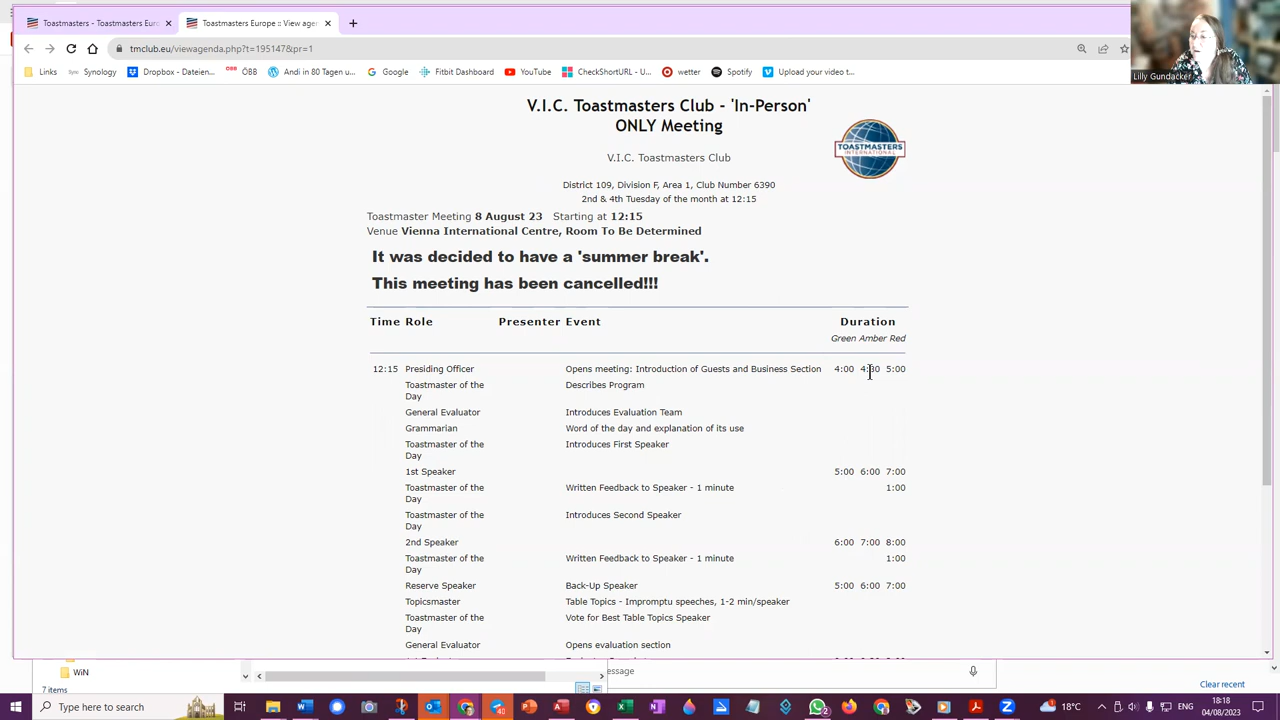 Toastmasters - Toastmasters Euro
Toastmasters Europe :: View agen
tmclub.eu/viewagenda.php?t=195147&pr=1
Links
Sync Synology
Dropbox - Dateien...
ÖBB ÖBB
Andi in 80 Tagen u...
Google
Fitbit Dashboard
YouTube
CheckShortURL - U...
wetter
Spotify
Upload your video t...
Lilly Gundacker
V.I.C. Toastmasters Club - 'In-Person'
ONLY Meeting
TOASTMASTERS
INTERNATIONAL
V.I.C. Toastmasters Club
District 109, Division F, Area 1, Club Number 6390
2nd & 4th Tuesday of the month at 12:15
Toastmaster Meeting 8 August 23 Starting at 12:15
Venue Vienna International Centre, Room To Be Determined
It was decided to have a 'summer break'.
This meeting has been cancelled!!!
Time Role Presenter Event Duration
Green Amber Red
12:15 Presiding Officer Opens meeting: Introduction of Guests and Business Section 4:00 4:30 5:00
Toastmaster of the Describes Program
Day
General Evaluator Introduces Evaluation Team
Grammarian Word of the day and explanation of its use
Toastmaster of the Introduces First Speaker
Day
1st Speaker 5:00 6:00 7:00
Toastmaster of the Written Feedback to Speaker - 1 minute 1:00
Day
Toastmaster of the Introduces Second Speaker
Day
2nd Speaker 6:00 7:00 8:00
Toastmaster of the Written Feedback to Speaker - 1 minute 1:00
Day
Reserve Speaker Back-Up Speaker 5:00 6:00 7:00
Topicsmaster Table Topics - Impromptu speeches, 1-2 min/speaker
Toastmaster of the Vote for Best Table Topics Speaker
Day
General Evaluator Opens evaluation section
WiN
essage
7 items
Clear recent
Type here to search
40
2
18°C
18:18
04/08/2023